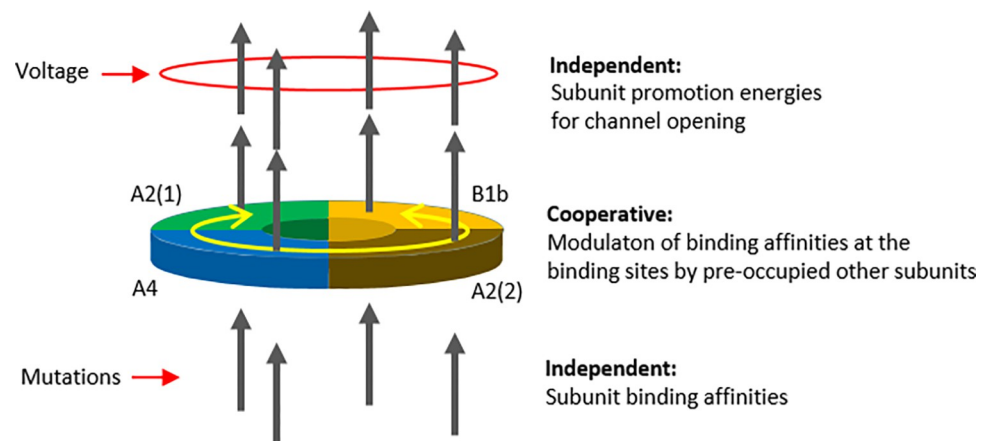 Voltage
Independent:
Subunit promotion energies
for channel opening
A2(1)
B1b
Cooperative:
Modulaton of binding affinities at the
binding sites by pre-occupied other subunits
A4
A2(2)
Mutations
Independent:
Subunit binding affinities